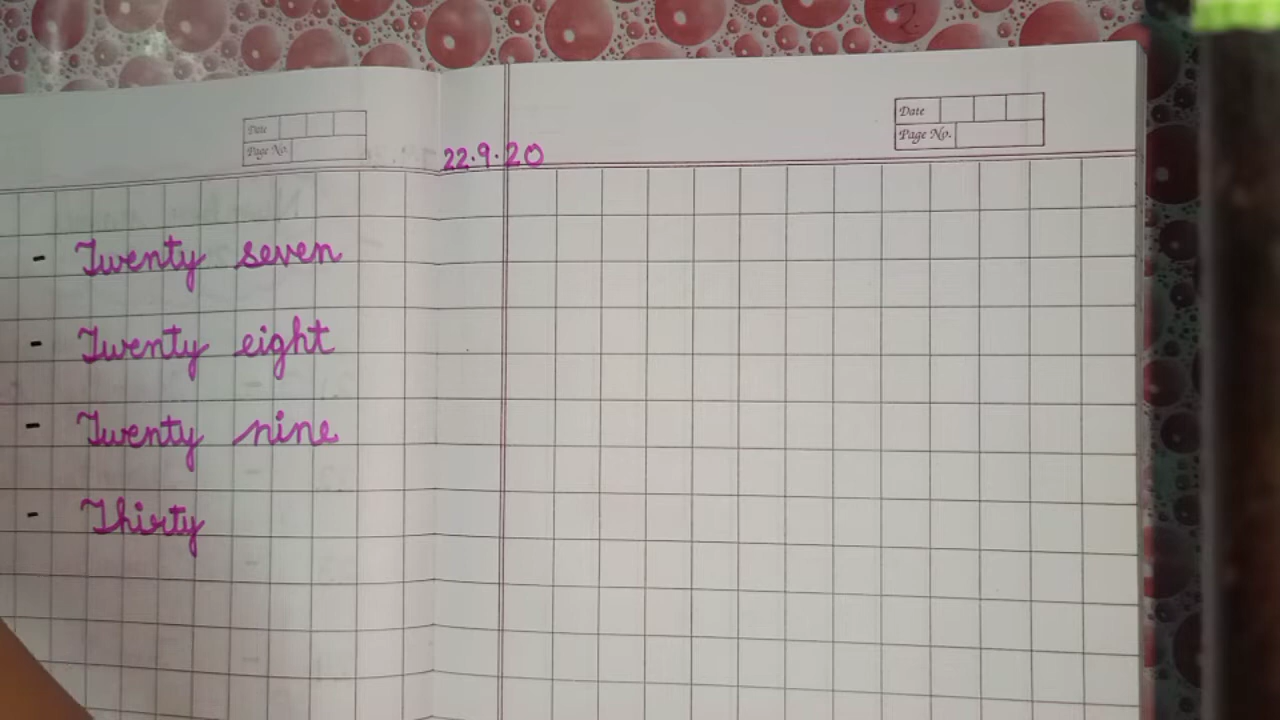 Date
Page No.
- Twenty seven
- Twenty eight
- Twenty nine
- Thirty
22.9.20
Date
Page No.